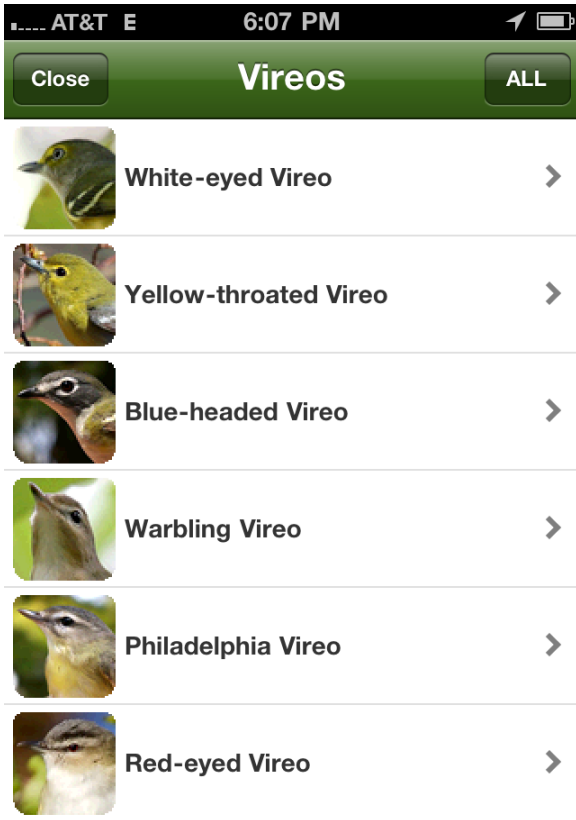 AT&T E 6:07 PM
Close Vireos ALL
White-eyed Vireo
Yellow-throated Vireo
Blue-headed Vireo
Warbling Vireo
Philadelphia Vireo
Red-eyed Vireo